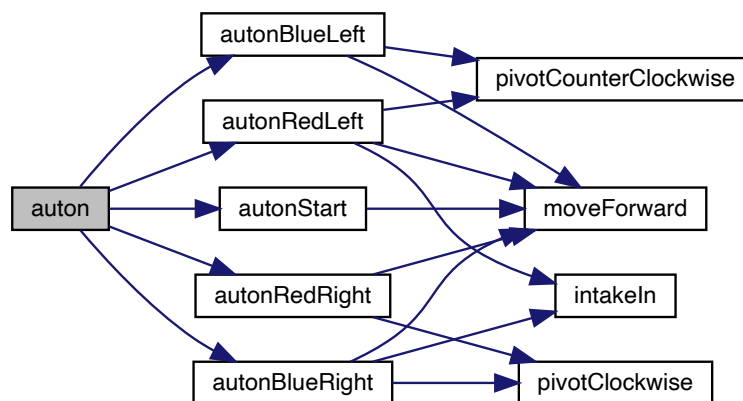 autonBlueLeft
pivotCounterClockwise
autonRedLeft
auton
autonStart
moveForward
autonRedRight
intakeIn
autonBlueRight
pivotClockwise